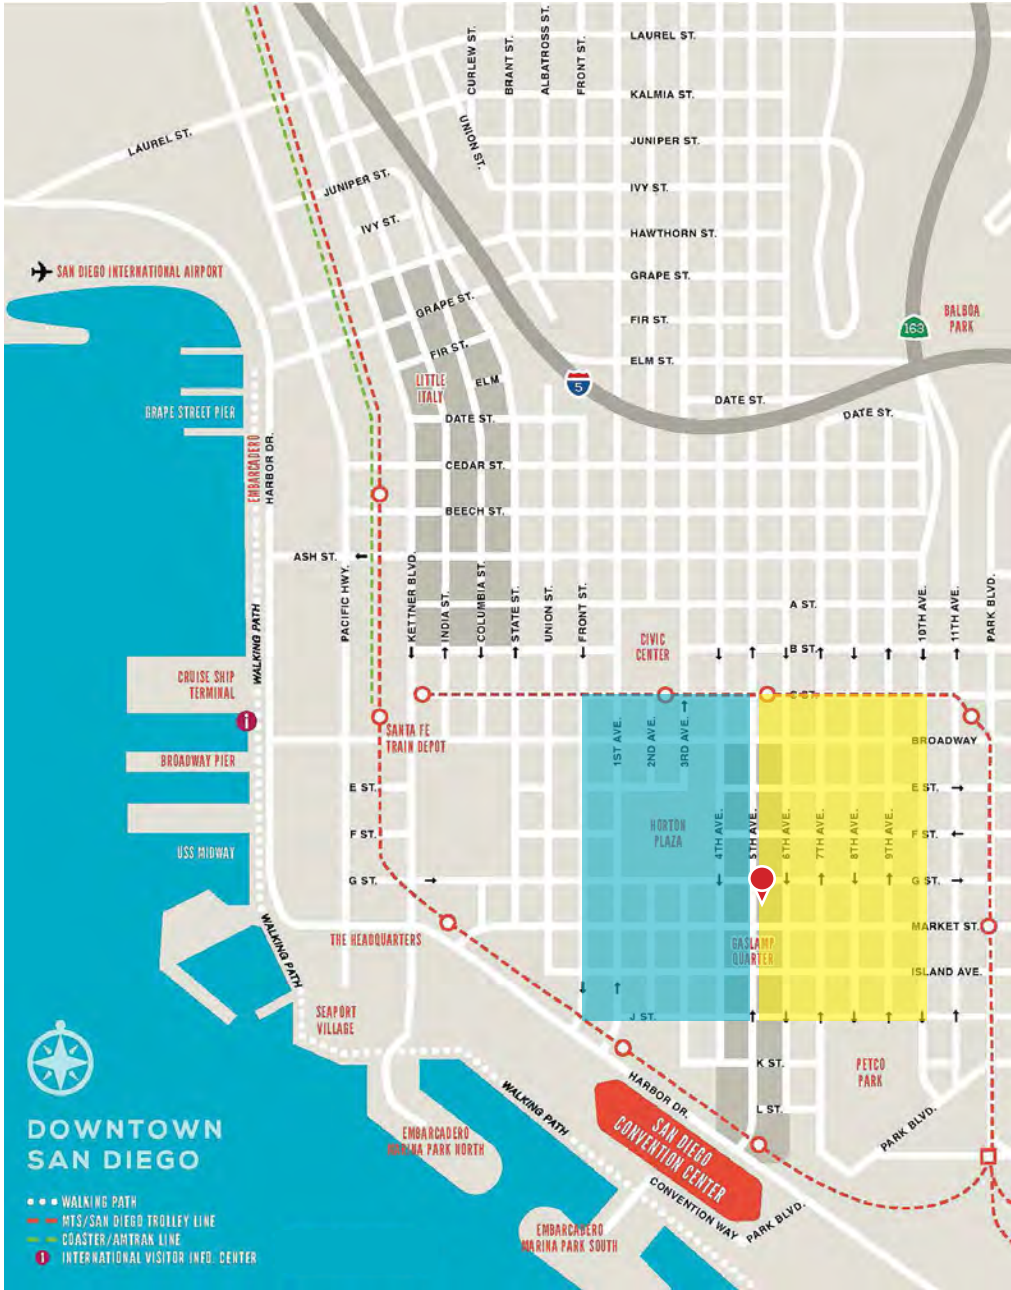 CURLEW ST.
BRANT ST.
ALBATROSS ST.
FRONT ST.
LAUREL ST.
KALMIA ST.
UNION ST.
LAUREL ST.
JUNIPER ST.
JUNIPER ST.
IVY ST.
IVY ST.
HAWTHORN ST.
SAN DIEGO INTERNATIONAL AIRPORT
GRAPE ST.
GRAPE ST.
FIR ST.
163
BALBOA
PARK
FIR ST.
ELM ST.
LITTLE
ITALY
ELM
5
DATE ST.
GRAPE STREET PIER
DATE ST.
DATE ST.
EMBARCADERO
HARBOR DR.
CEDAR ST.
BEECH ST.
ASH ST.
PACIFIC HWY.
KETTNER BLVD.
INDIA ST.
COLUMBIA ST.
STATE ST.
UNION ST.
FRONT ST.
A ST.
10TH AVE.
11TH AVE.
PARK BLVD.
WALKING PATH
CIVIC
CENTER
B ST.
CRUISE SHIP
TERMINAL
C ST.
i
SANTA FE
TRAIN DEPOT
1ST AVE.
2ND AVE.
3RD AVE.
BROADWAY
BROADWAY PIER
E ST.
E ST.
HORTON
PLAZA
4TH AVE.
5TH AVE.
6TH AVE.
7TH AVE.
8TH AVE.
9TH AVE.
F ST.
F ST.
USS MIDWAY
G ST.
G ST.
WALKING PATH
THE HEADQUARTERS
MARKET ST.
GASLAMP
QUARTER
ISLAND AVE.
SEAPORT
VILLAGE
J ST.
K ST.
PETCO
PARK
HARBOR DR.
WALKING PATH
L ST.
PARK BLVD.
SAN DIEGO
CONVENTION CENTER
DOWNTOWN
SAN DIEGO
EMBARCADERO
MARINA PARK NORTH
CONVENTION WAY
PARK BLVD.
EMBARCADERO
MARINA PARK SOUTH
WALKING PATH
MTS/SAN DIEGO TROLLEY LINE
COASTER/AMTRAK LINE
i INTERNATIONAL VISITOR INFO. CENTER